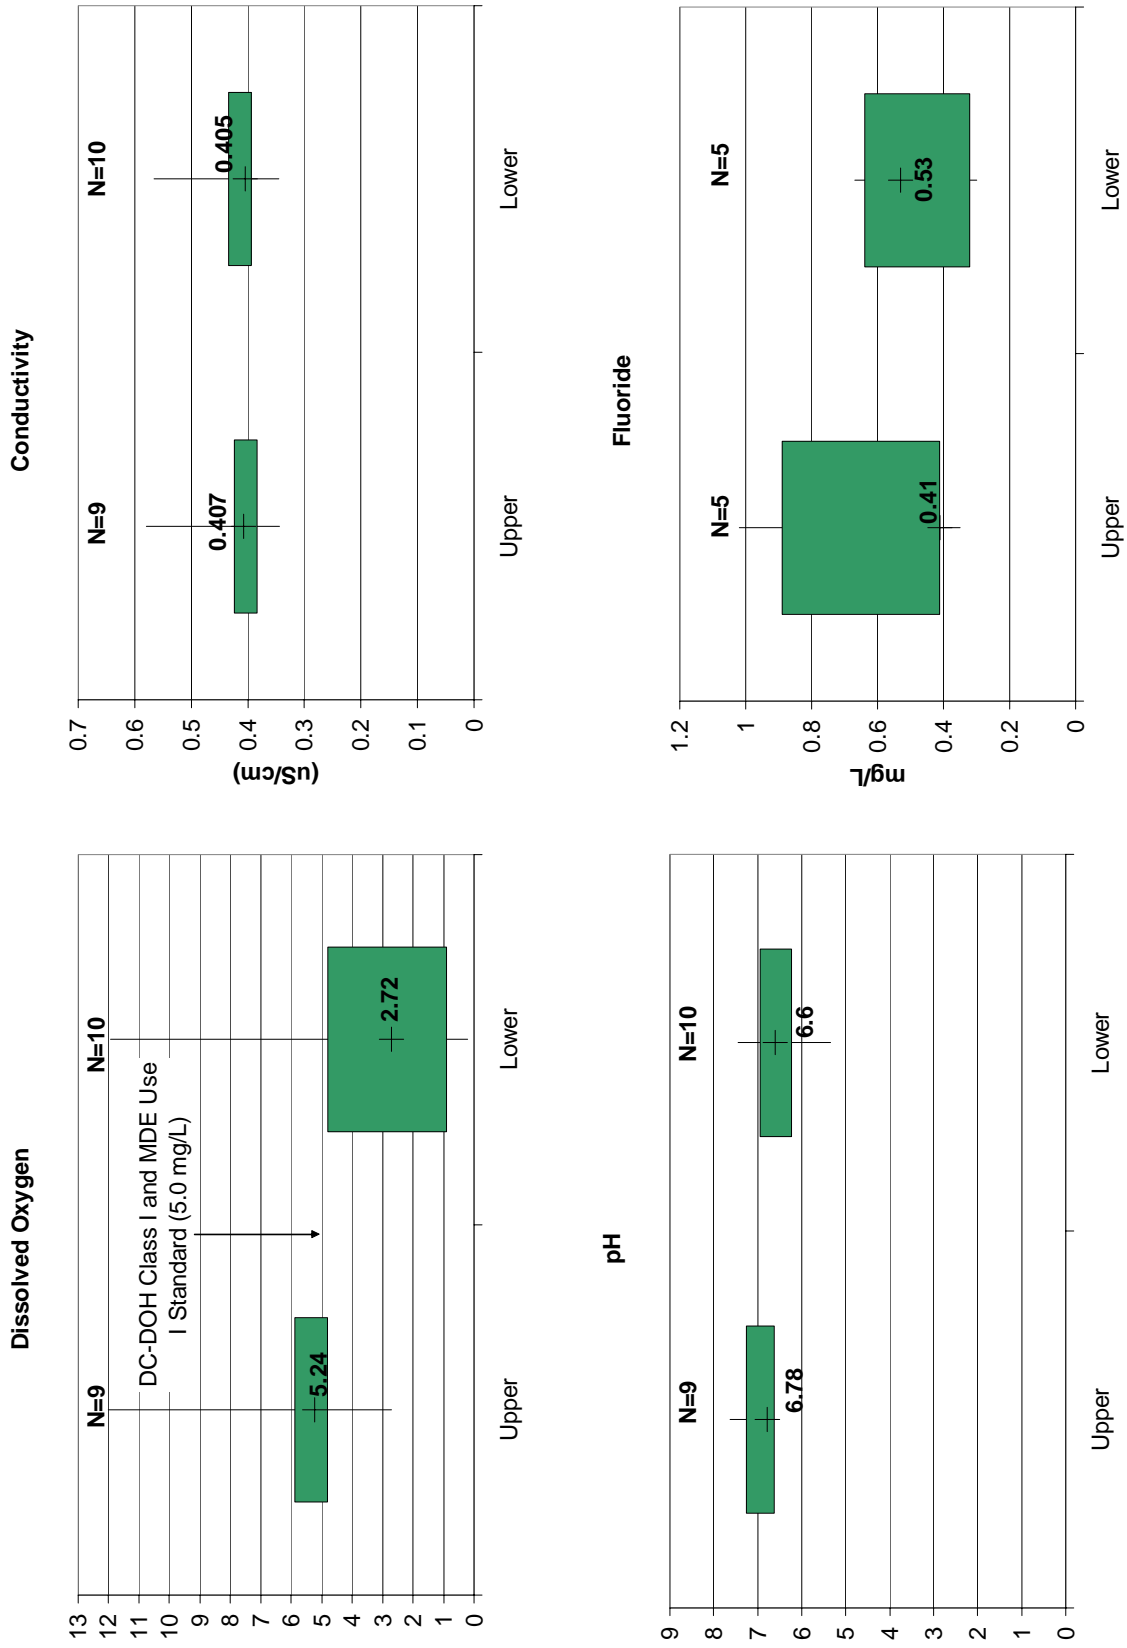 Dissolved Oxygen
13
12
11
10
9
8
7
6
5
4
3
2
1
0
N=9
N=10
DC-DOH Class I and MDE Use
I Standard (5.0 mg/L)
5.24
2.72
Upper
Lower
Conductivity
(uS/cm)
0.7
0.6
0.5
0.4
0.3
0.2
0.1
0
N=9
N=10
0.407
0.405
Upper
Lower
pH
9
8
7
6
5
4
3
2
1
0
N=9
N=10
6.78
6.6
Upper
Lower
Fluoride
mg/L
1.2
1
0.8
0.6
0.4
0.2
0
N=5
N=5
0.41
0.53
Upper
Lower